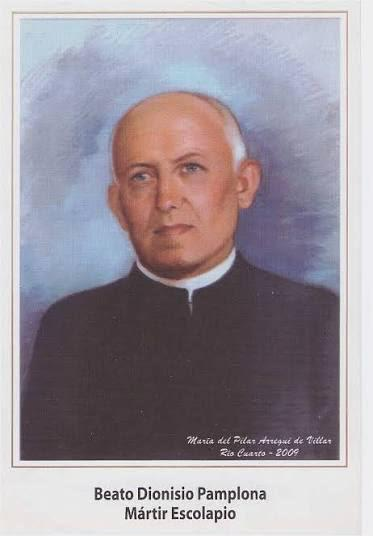 María del Pilar Arregui de Villar
Río Cuarto - 2009
Beato Dionisio Pamplona
Mártir Escolapio